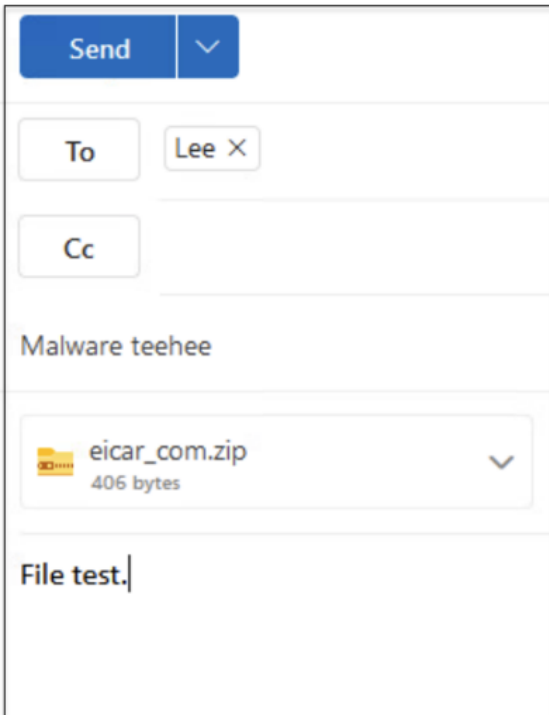 Send
To
Lee
Cc
Malware teehee
eicar_com.zip
406 bytes
File test.